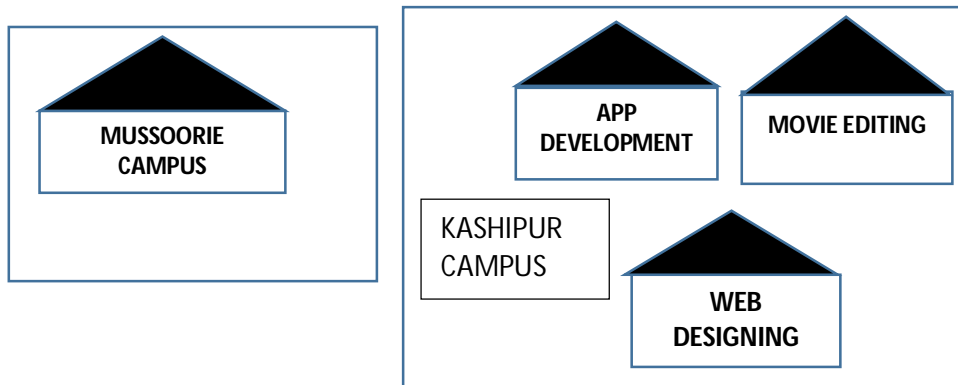 MUSSOORIE
CAMPUS
APP
DEVELOPMENT
MOVIE EDITING
KASHIPUR
CAMPUS
WEB
DESIGNING